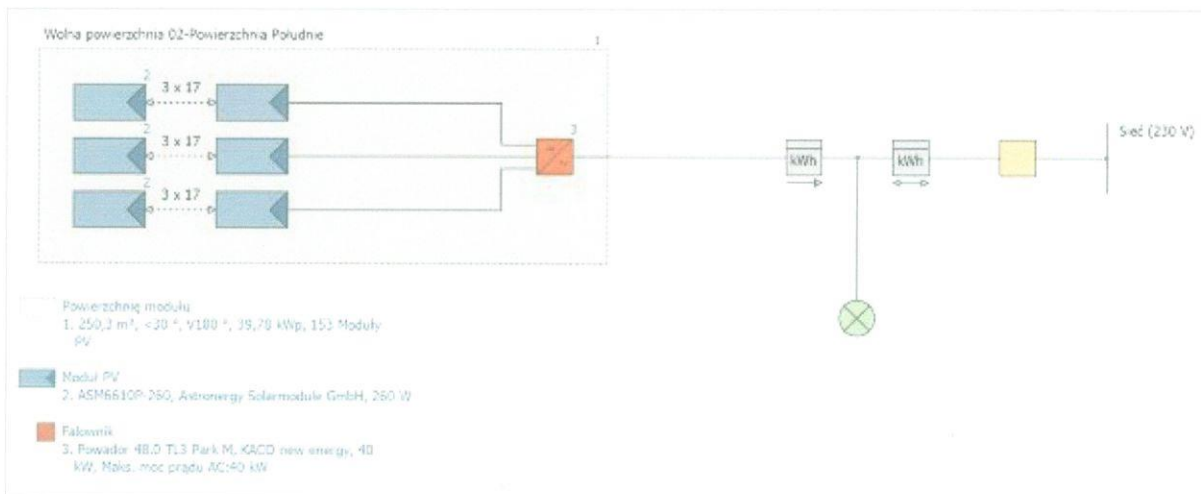 Wolna powierzchnia 02-Powierzchnia Południe
1
2
3 x 17
2
3 x 17
2
3 x 17
3
kWh
kWh
Sieć (230 V)
Powierzchnię modułu
1. 250,3 m², <30 °, V180 °, 39,78 kWp, 153 Moduły
PV
Moduł PV
2. ASM6610P-260, Astronergy Solarmodule GmbH, 260 W
Falownik
3. Powador 48.0 TL3 Park M, KACO new energy, 40
kW, Maks. moc prądu AC:40 kW